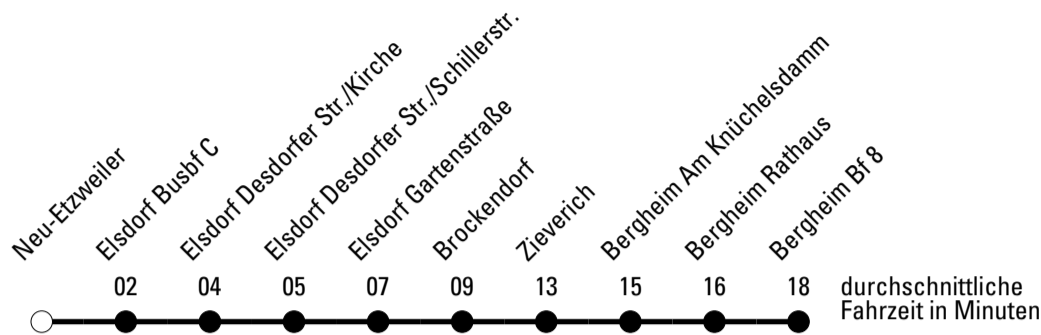 Neu-Etzweiler
Elsdorf Busbf C
Elsdorf Desdorfer Str./Kirche
Elsdorf Desdorfer Str./Schillerstr.
Elsdorf Gartenstraße
Brockendorf
Zieverich
Bergheim Am Knüchelsdamm
Bergheim Rathaus
Bergheim Bf 8
02 04 05 07 09 13 15 16 18
durchschnittliche
Fahrzeit in Minuten